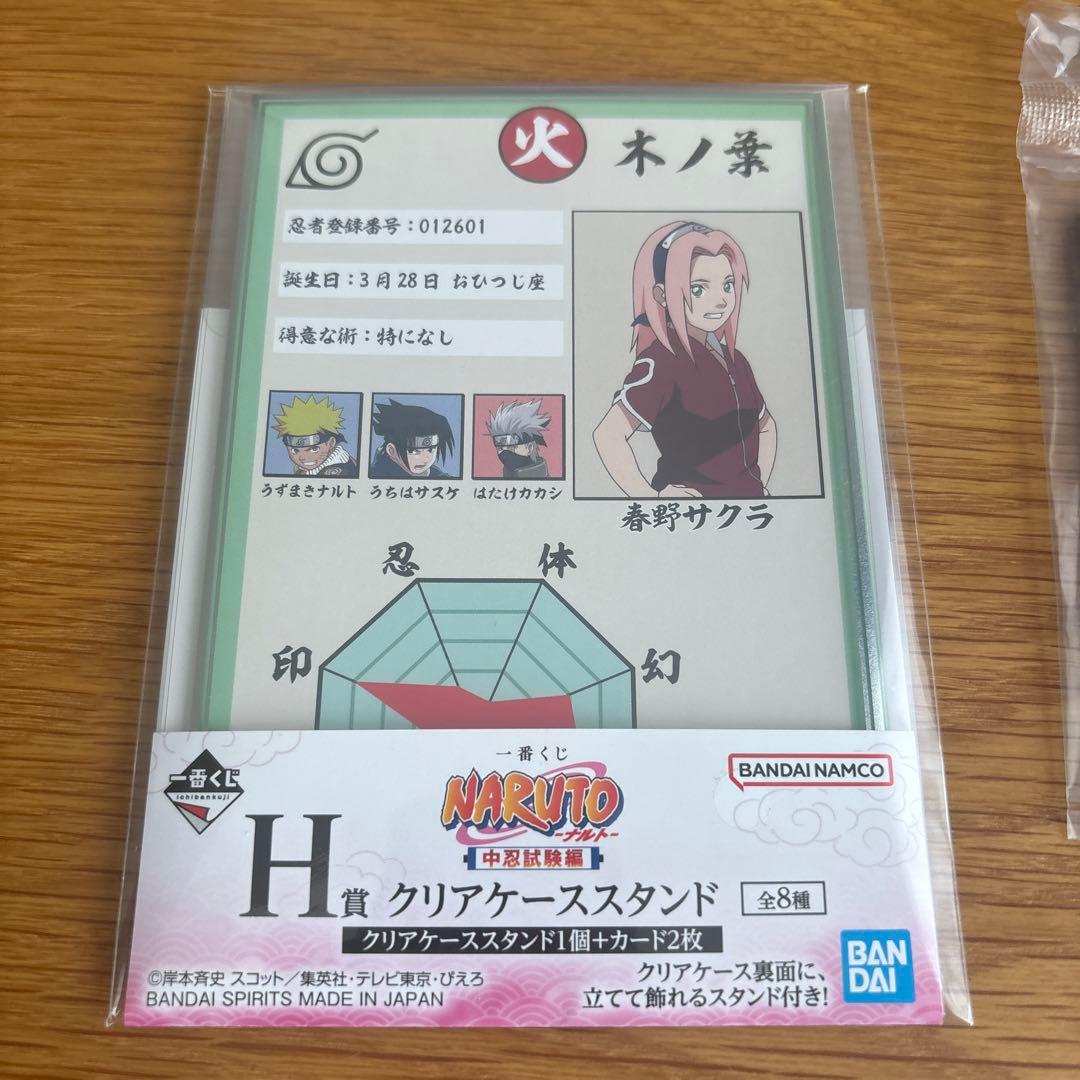 火 木ノ葉
忍者登録番号：012601
誕生日：3月28日 おひつじ座
得意な術：特になし
うずまきナルト うちはサスケ はたけカカシ
春野サクラ
忍 体
印 幻
一番くじ
ichibankuji
一番くじ
NARUTO
-ナルト-
中忍試験編
BANDAI NAMCO
H賞 クリアケーススタンド 全8種
クリアケーススタンド1個+カード2枚
©岸本斉史 スコット／集英社・テレビ東京・ぴえろ
BANDAI SPIRITS MADE IN JAPAN
クリアケース裏面に、
立てて飾れるスタンド付き!
BAN
DAI